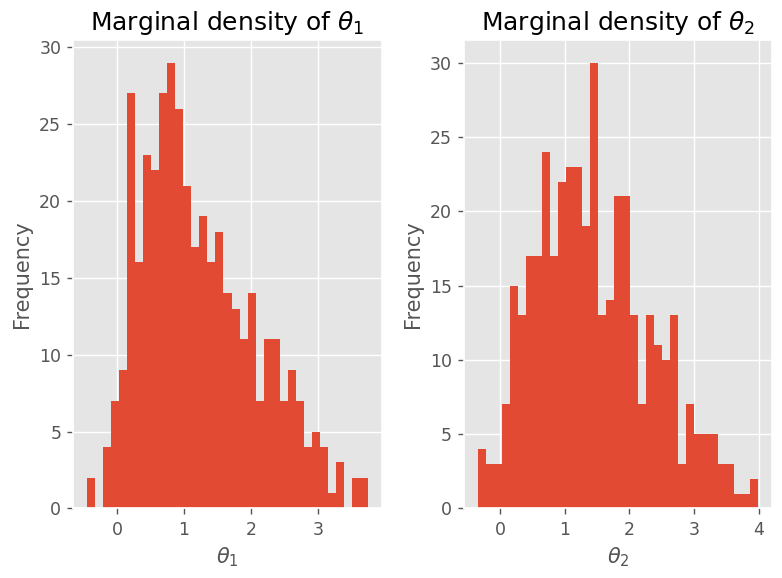 Marginal density of θ₁
Frequency
30
25
20
15
10
5
0
0 1 2 3
θ₁
Marginal density of θ₂
Frequency
30
25
20
15
10
5
0
0 1 2 3 4
θ₂